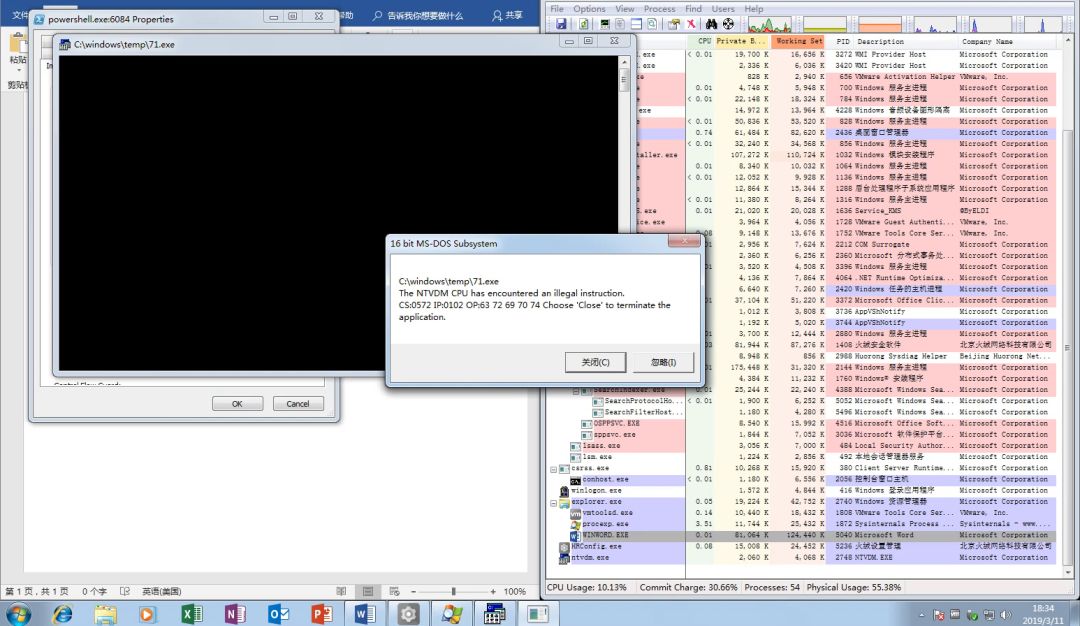 文件
帮助
告诉我你想要做什么
共享
powershell.exe:6084 Properties
C:\windows\temp\71.exe
粘贴
剪贴板
OK
Cancel
16 bit MS-DOS Subsystem
C:\windows\temp\71.exe
The NTVDM CPU has encountered an illegal instruction.
CS:0572 IP:0102 OP:63 72 69 70 74 Choose 'Close' to terminate the
application.
关闭(C)
忽略(I)
File Options View Process Find Users Help
CPU Private B... Working Set PID Description Company Name
< 0.01 19,700 K 16,656 K 3272 WMI Provider Host Microsoft Corporation
2,336 K 6,036 K 3420 WMI Provider Host Microsoft Corporation
828 K 2,940 K 656 VMware Activation Helper VMware, Inc.
0.01 4,748 K 5,948 K 700 Windows 服务主进程 Microsoft Corporation
< 0.01 22,148 K 18,324 K 784 Windows 服务主进程 Microsoft Corporation
14,972 K 13,964 K 4228 Windows 音频设备图形隔离 Microsoft Corporation
< 0.01 50,836 K 53,520 K 828 Windows 服务主进程 Microsoft Corporation
0.74 61,484 K 82,620 K 2436 桌面窗口管理器 Microsoft Corporation
< 0.01 32,240 K 34,568 K 856 Windows 服务主进程 Microsoft Corporation
taller.exe 107,272 K 110,724 K 1032 Windows 模块安装程序 Microsoft Corporation
0.01 8,340 K 10,032 K 1064 Windows 服务主进程 Microsoft Corporation
< 0.01 12,052 K 9,928 K 1136 Windows 服务主进程 Microsoft Corporation
12,864 K 15,344 K 1288 后台处理程序子系统应用程序 Microsoft Corporation
< 0.01 11,380 K 8,264 K 1316 Windows 服务主进程 Microsoft Corporation
0.01 21,020 K 20,028 K 1636 Service_KMS @ByELDI
3,964 K 4,056 K 1728 VMware Guest Authenti... VMware, Inc.
0.08 9,148 K 13,676 K 1752 VMware Tools Core Ser... VMware, Inc.
2,956 K 7,624 K 2212 COM Surrogate Microsoft Corporation
2,360 K 6,256 K 2360 Microsoft 分布式事务处... Microsoft Corporation
3,520 K 4,508 K 3396 Windows 服务主进程 Microsoft Corporation
4,136 K 7,864 K 4064 .NET Runtime Optimiza... Microsoft Corporation
6,640 K 7,260 K 2420 Windows 任务的主机进程 Microsoft Corporation
37,104 K 51,220 K 3372 Microsoft Office Clic... Microsoft Corporation
1,012 K 3,808 K 3736 AppVShNotify Microsoft Corporation
1,192 K 5,020 K 3744 AppVShNotify Microsoft Corporation
3,700 K 12,444 K 2880 Windows 服务主进程 Microsoft Corporation
81,944 K 87,276 K 1408 火绒安全软件 北京火绒网络科技有限公司
8,948 K 856 K 2988 Huorong Sysdiag Helper Beijing Huorong Net...
175,448 K 31,320 K 2144 Windows 服务主进程 Microsoft Corporation
4,384 K 11,232 K 1760 Windows® 安装程序 Microsoft Corporation
SearchIndexer.exe 0.01 25,244 K 22,240 K 4388 Microsoft Windows Sea... Microsoft Corporation
SearchProtocolHo... < 0.01 1,900 K 6,252 K 5052 Microsoft Windows Sea... Microsoft Corporation
SearchFilterHost... 1,180 K 4,280 K 5496 Microsoft Windows Sea... Microsoft Corporation
OSPPSVC.EXE 8,540 K 15,992 K 4516 Microsoft Office Soft... Microsoft Corporation
sppsvc.exe 1,844 K 7,052 K 3036 Microsoft 软件保护平台... Microsoft Corporation
lsass.exe 3,056 K 7,000 K 484 Local Security Author... Microsoft Corporation
lsm.exe 1,224 K 2,856 K 492 本地会话管理器服务 Microsoft Corporation
csrss.exe 0.81 10,268 K 15,920 K 380 Client Server Runtime... Microsoft Corporation
conhost.exe < 0.01 1,180 K 6,556 K 2056 控制台窗口主机 Microsoft Corporation
winlogon.exe 1,572 K 4,844 K 416 Windows 登录应用程序 Microsoft Corporation
explorer.exe 0.05 19,224 K 42,752 K 2740 Windows 资源管理器 Microsoft Corporation
vmtoolsd.exe 0.14 10,440 K 18,432 K 1808 VMware Tools Core Ser... VMware, Inc.
procexp.exe 3.51 11,744 K 25,432 K 1872 Sysinternals Process ... Sysinternals - www....
WINWORD.EXE 0.01 81,064 K 124,440 K 5040 Microsoft Word Microsoft Corporation
HRConfig.exe 0.08 15,008 K 24,452 K 5236 火绒设置管理 北京火绒网络科技有限公司
ntvdm.exe 2,060 K 4,068 K 2748 NTVDM.EXE Microsoft Corporation
CPU Usage: 10.13% Commit Charge: 30.66% Processes: 54 Physical Usage: 55.38%
第 1 页，共 1 页 0 个字 英语(美国)
100%
18:34
2019/3/11